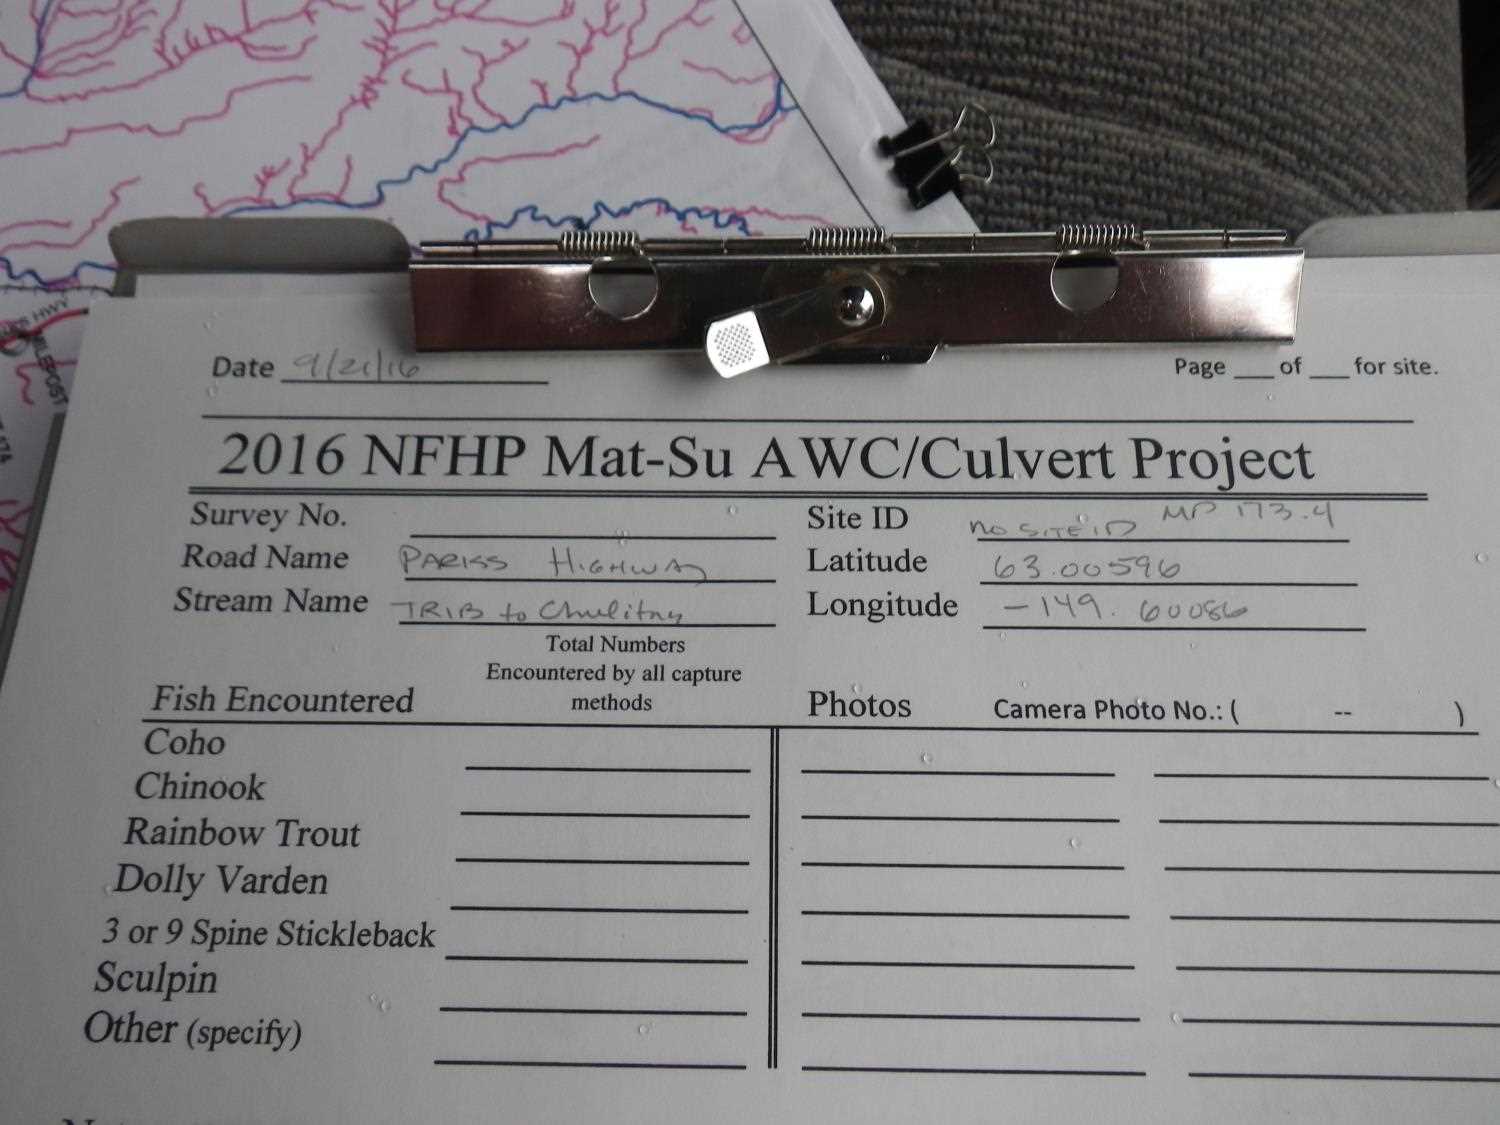 HWY
MILEPOST
Date 9/21/16
Page ___ of ___ for site.
2016 NFHP Mat-Su AWC/Culvert Project
Survey No.
Site ID no SITE ID MP 173.4
Road Name PARKS HIGHWAY
Latitude 63.00596
Stream Name TRIB to Chulitna
Longitude -149.60086
Total Numbers
Encountered by all capture
methods
Fish Encountered
Photos Camera Photo No.: ( -- )
Coho
Chinook
Rainbow Trout
Dolly Varden
3 or 9 Spine Stickleback
Sculpin
Other (specify)